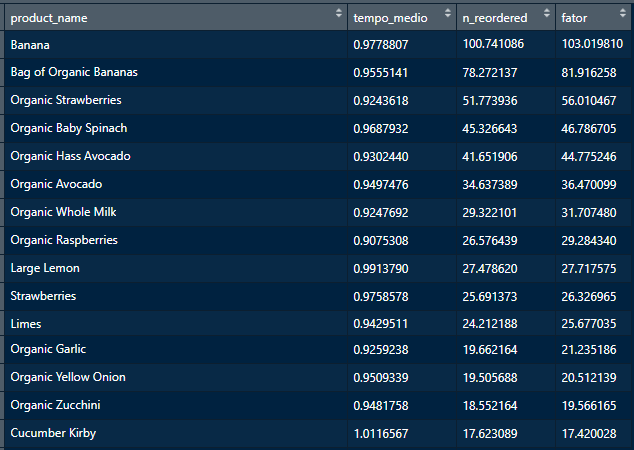 product_name tempo_medio n_reordered fator
Banana 0.9778807 100.741086 103.019810
Bag of Organic Bananas 0.9555141 78.272137 81.916258
Organic Strawberries 0.9243618 51.773936 56.010467
Organic Baby Spinach 0.9687932 45.326643 46.786705
Organic Hass Avocado 0.9302440 41.651906 44.775246
Organic Avocado 0.9497476 34.637389 36.470099
Organic Whole Milk 0.9247692 29.322101 31.707480
Organic Raspberries 0.9075308 26.576439 29.284340
Large Lemon 0.9913790 27.478620 27.717575
Strawberries 0.9758578 25.691373 26.326965
Limes 0.9429511 24.212188 25.677035
Organic Garlic 0.9259238 19.662164 21.235186
Organic Yellow Onion 0.9509339 19.505688 20.512139
Organic Zucchini 0.9481758 18.552164 19.566165
Cucumber Kirby 1.0116567 17.623089 17.420028